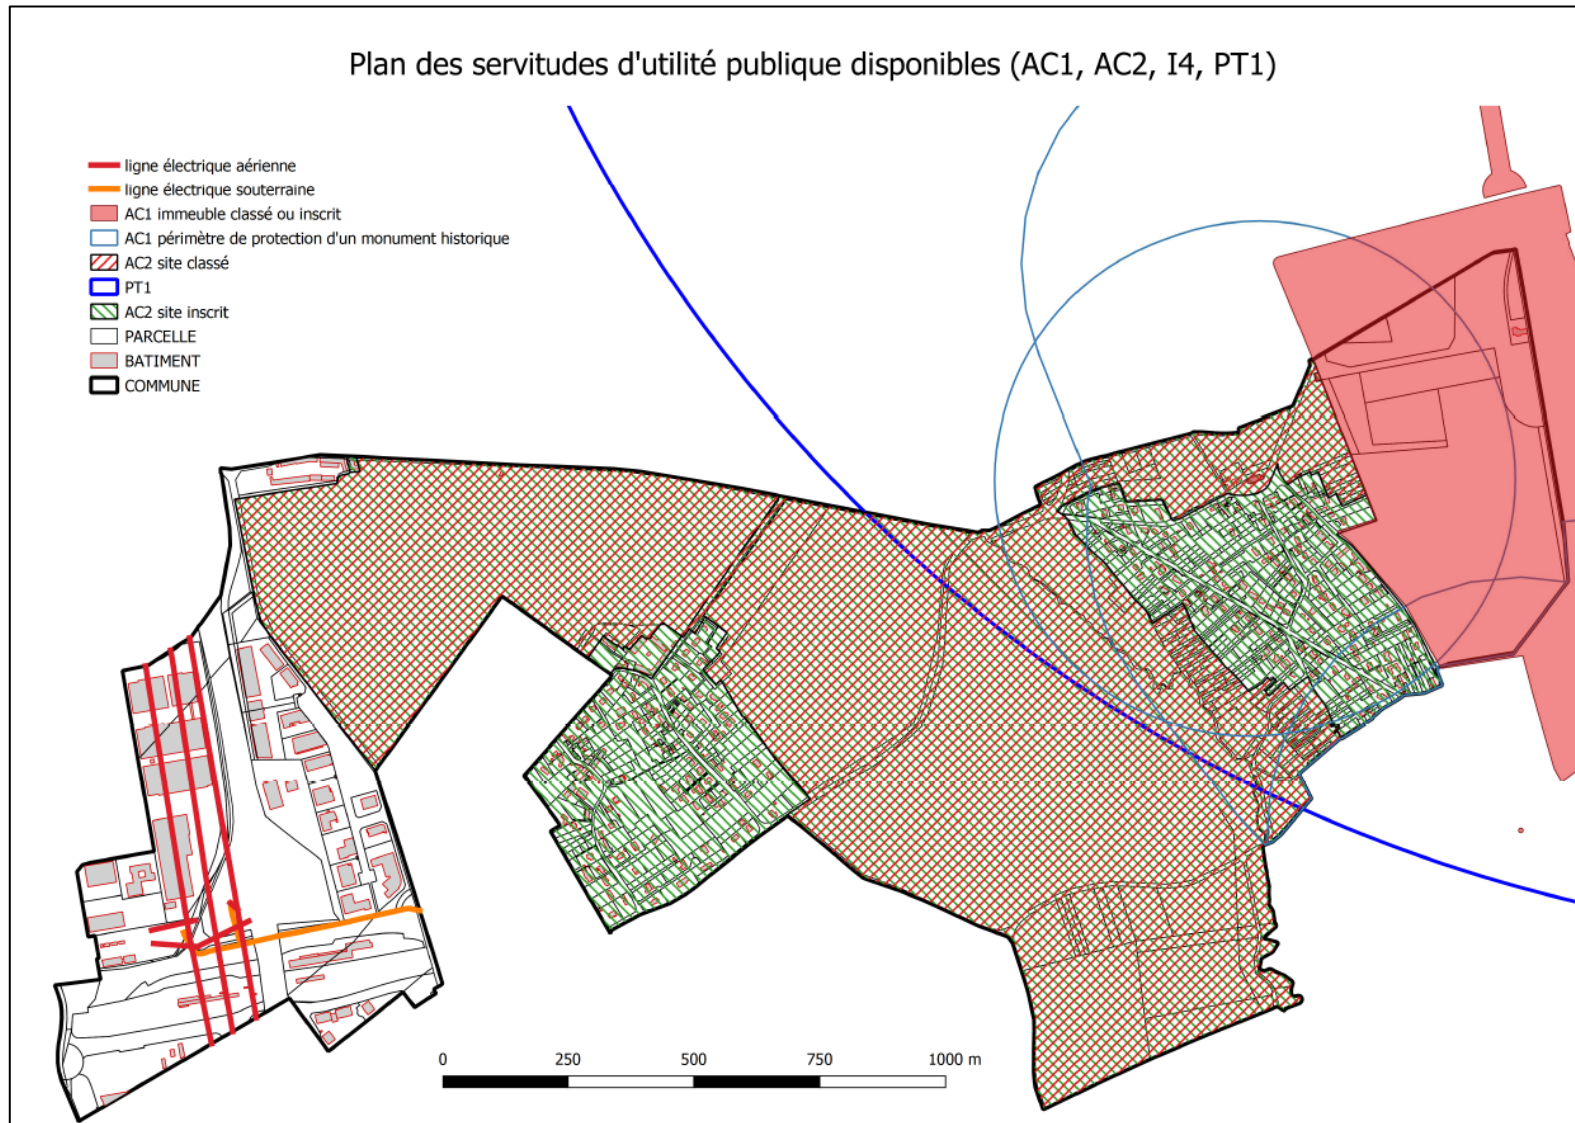 Plan des servitudes d'utilité publique disponibles (AC1, AC2, I4, PT1)
ligne électrique aérienne
ligne électrique souterraine
AC1 immeuble classé ou inscrit
AC1 périmètre de protection d'un monument historique
AC2 site classé
PT1
AC2 site inscrit
PARCELLE
BATIMENT
COMMUNE
0 250 500 750 1000 m